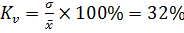 K_v = σ/x̄ × 100% = 32%